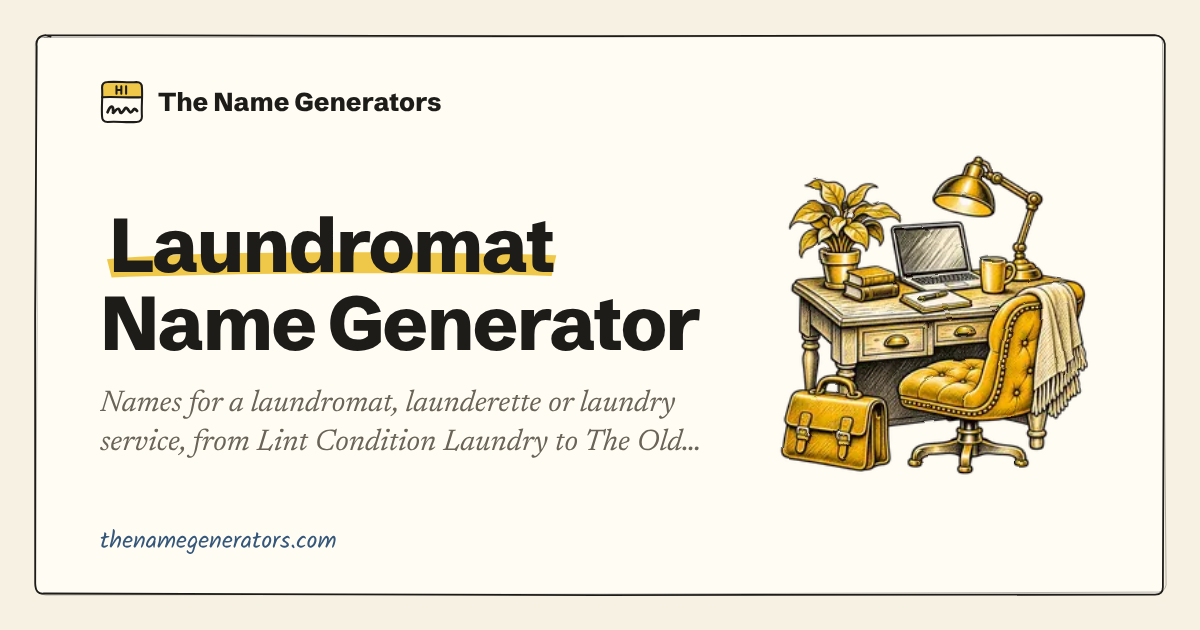 HI
The Name Generators
Laundromat
Name Generator
Names for a laundromat, launderette or laundry
service, from Lint Condition Laundry to The Old...
thenamegenerators.com